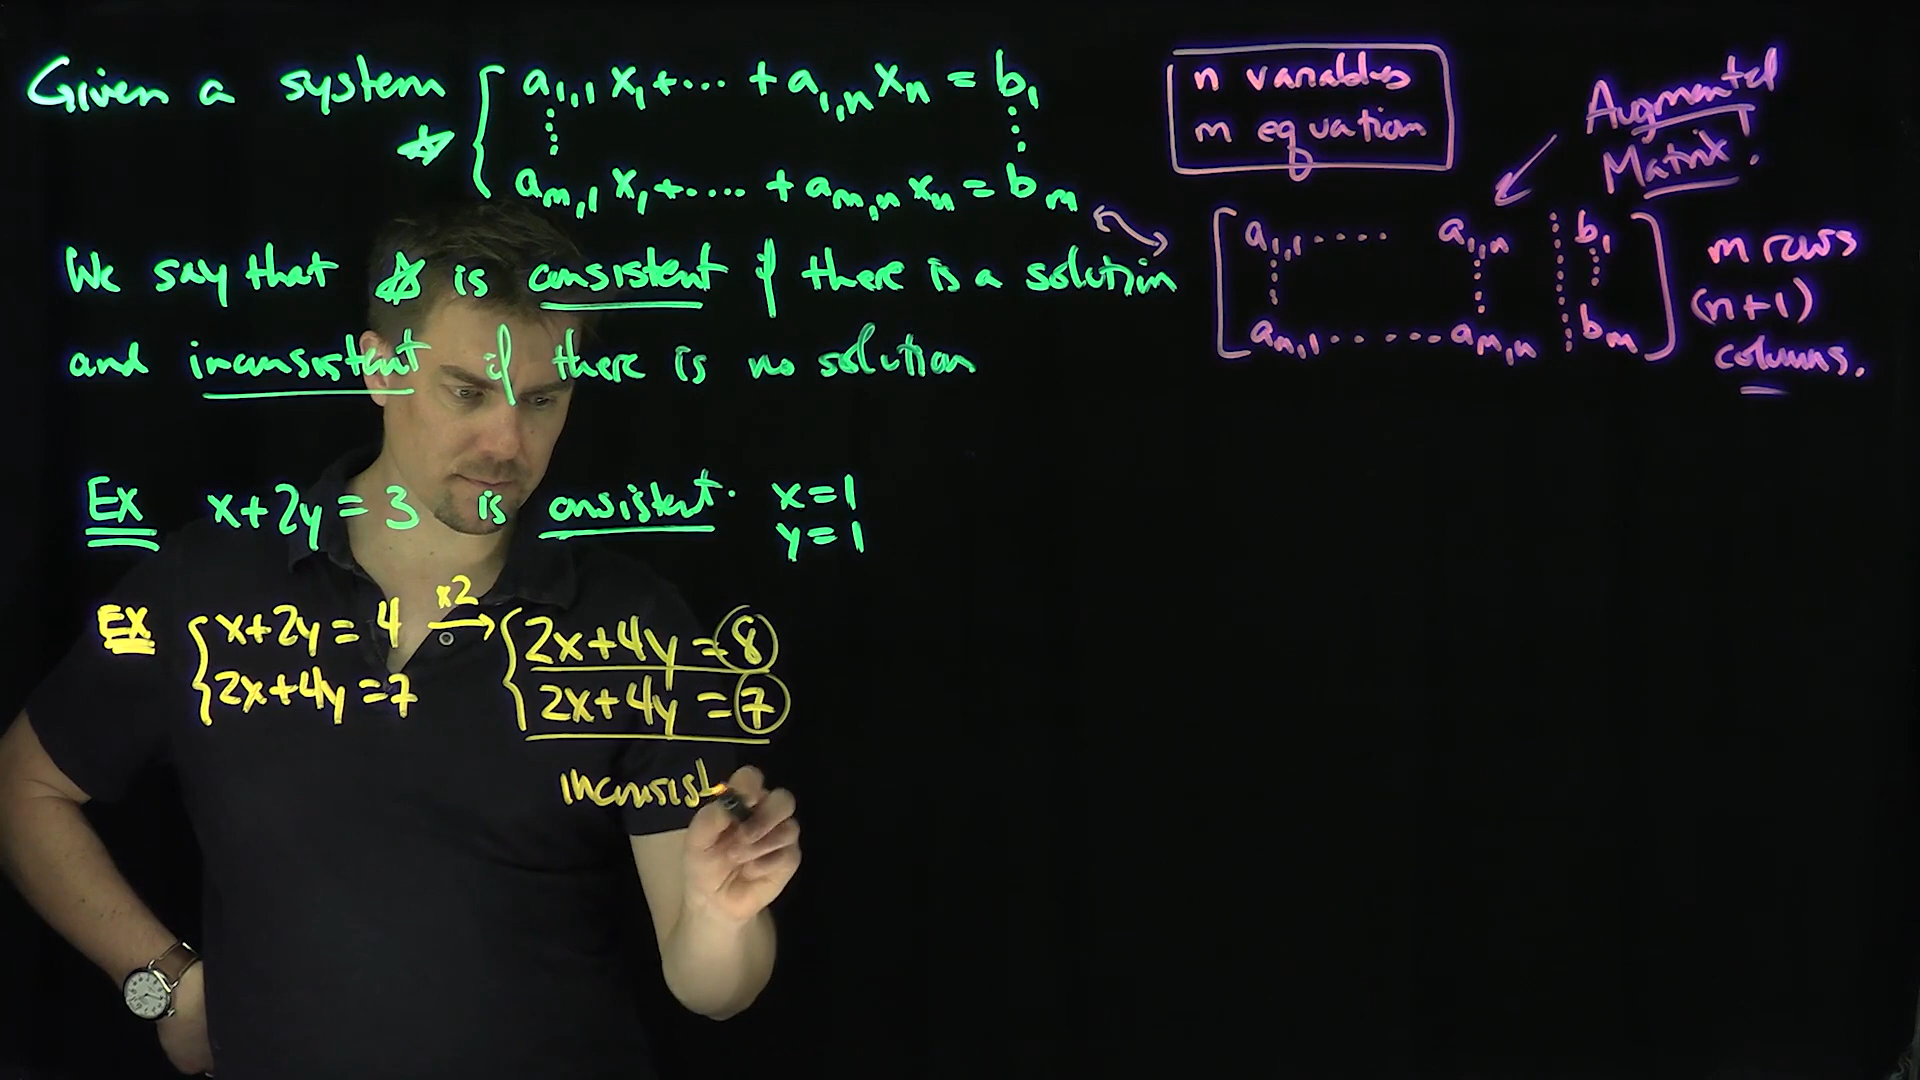 Given a system ☆ { a₁,₁ x₁ + ... + a₁,ₙ xₙ = b₁
⋮ ⋮
aₘ,₁ x₁ + .... + aₘ,ₙ xₙ = bₘ
We say that ☆ is consistent if there is a solution
and inconsistent if there is no solution
n variables
m equation
Augmented
Matrix.
[ a₁,₁ ..... a₁,ₙ ⋮ b₁ ]
⋮ ⋮ ⋮ ⋮
[ aₘ,₁ ...... aₘ,ₙ ⋮ bₘ ]
m rows
(n+1)
columns.
EX x+2y = 3 is consistent. x=1
y=1
EX { x+2y = 4 x2 → { 2x+4y = 8
2x+4y = 7 2x+4y = 7
inconsist